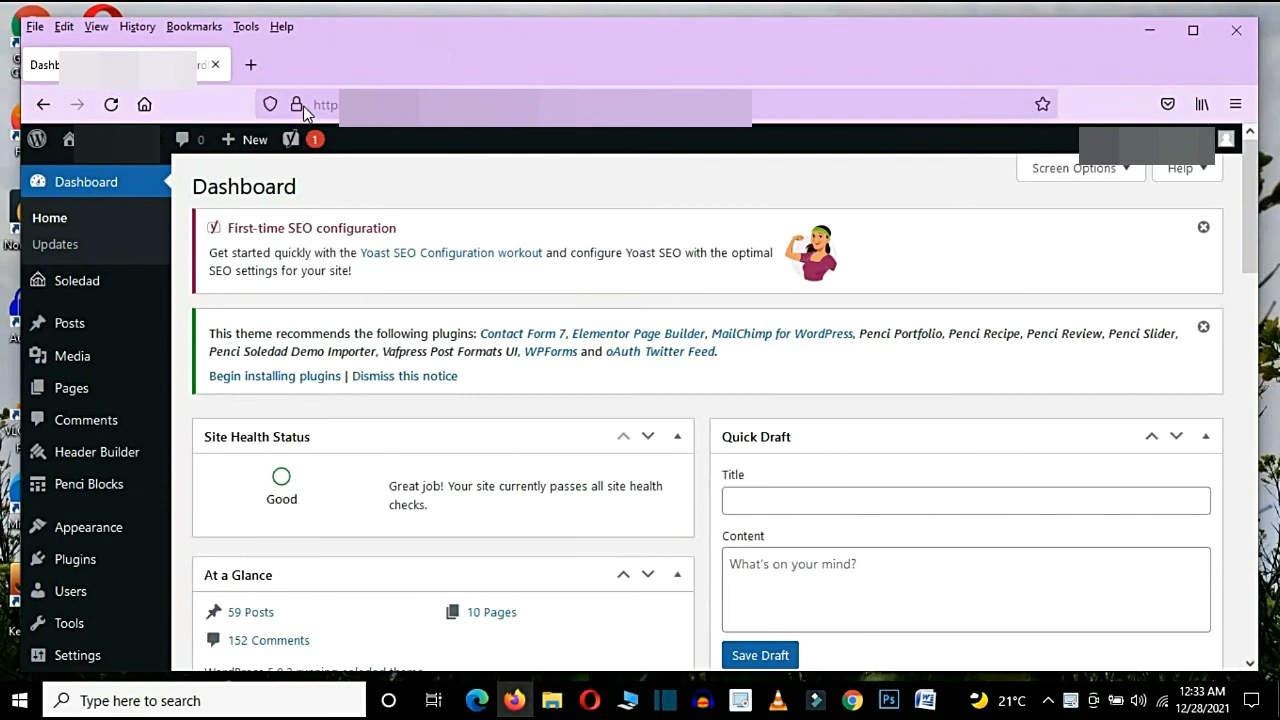 File Edit View History Bookmarks Tools Help
Dashb
http
0 New 1
Screen Options Help
Dashboard
Home
Updates
Soledad
Posts
Media
Pages
Comments
Header Builder
Penci Blocks
Appearance
Plugins
Users
Tools
Settings
Dashboard
First-time SEO configuration
Get started quickly with the Yoast SEO Configuration workout and configure Yoast SEO with the optimal
SEO settings for your site!
This theme recommends the following plugins: Contact Form 7, Elementor Page Builder, MailChimp for WordPress, Penci Portfolio, Penci Recipe, Penci Review, Penci Slider,
Penci Soledad Demo Importer, Vafpress Post Formats UI, WPForms and oAuth Twitter Feed.
Begin installing plugins | Dismiss this notice
Site Health Status
Good
Great job! Your site currently passes all site health
checks.
At a Glance
59 Posts
10 Pages
152 Comments
Quick Draft
Title
Content
What's on your mind?
Save Draft
Type here to search
21°C
12:33 AM
12/28/2021